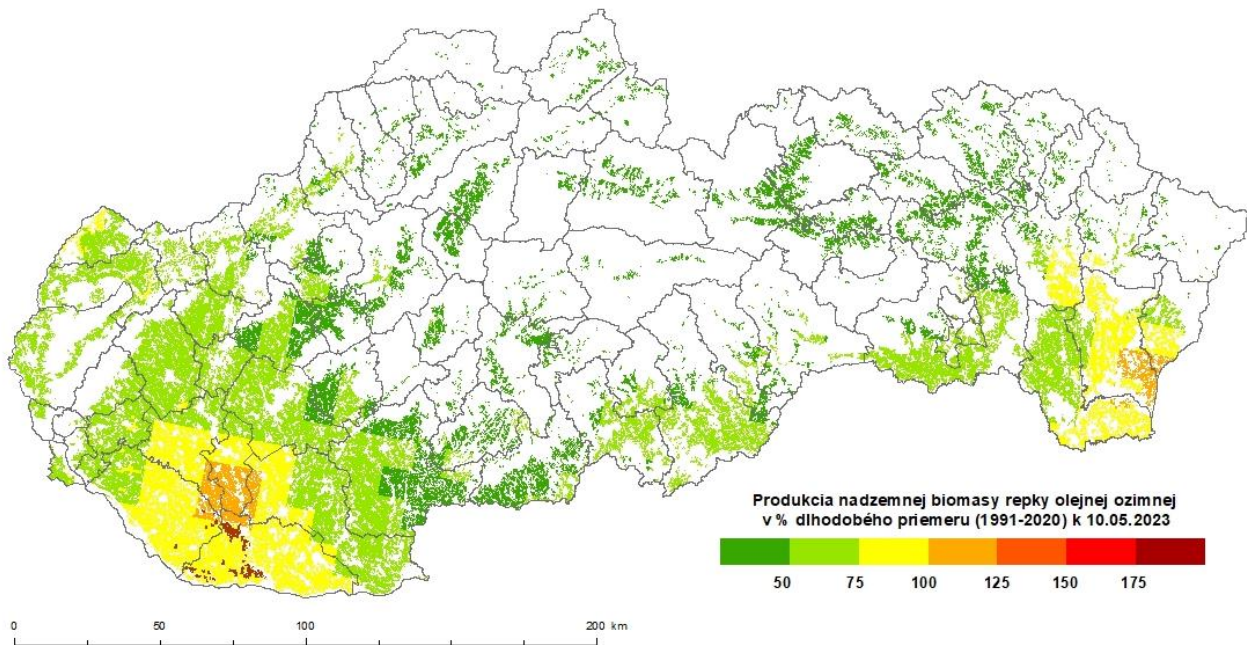 Produkcia nadzemnej biomasy repky olejnej ozimnej
v % dlhodobého priemeru (1991-2020) k 10.05.2023
50 75 100 125 150 175
0 50 100 200 km